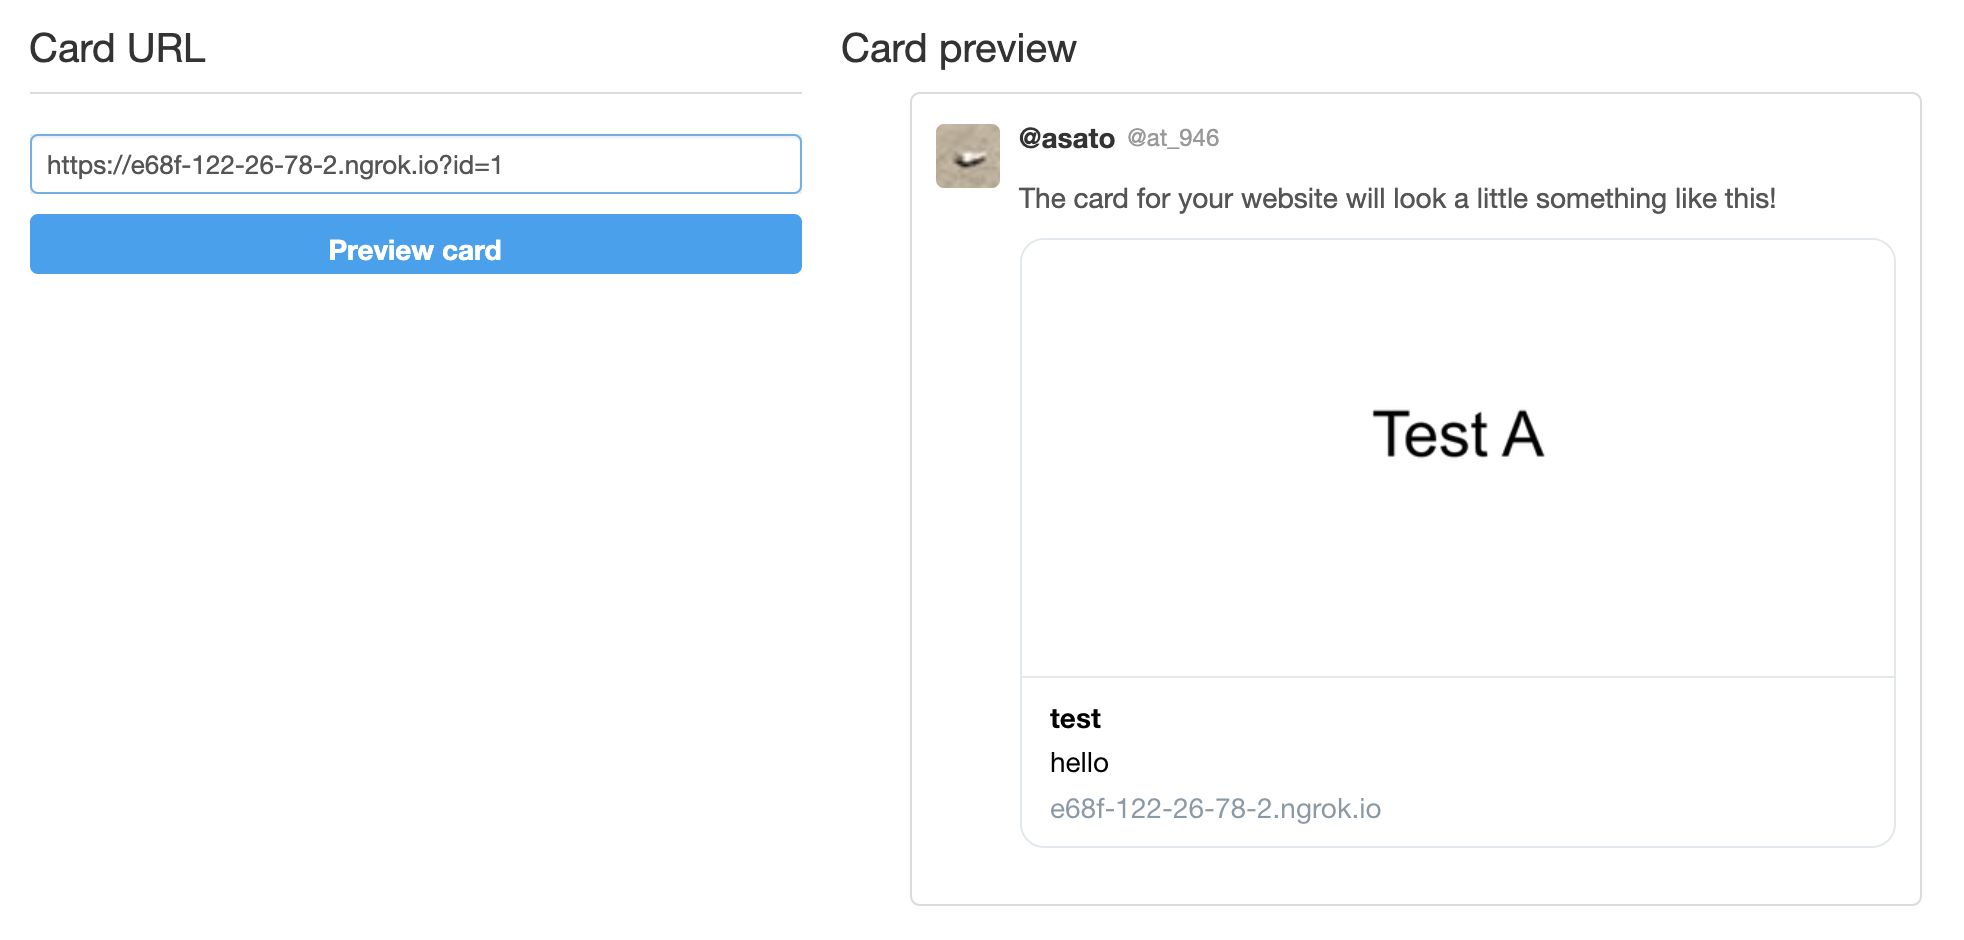 Card URL
https://e68f-122-26-78-2.ngrok.io?id=1
Preview card
Card preview
@asato @at_946
The card for your website will look a little something like this!
Test A
test
hello
e68f-122-26-78-2.ngrok.io